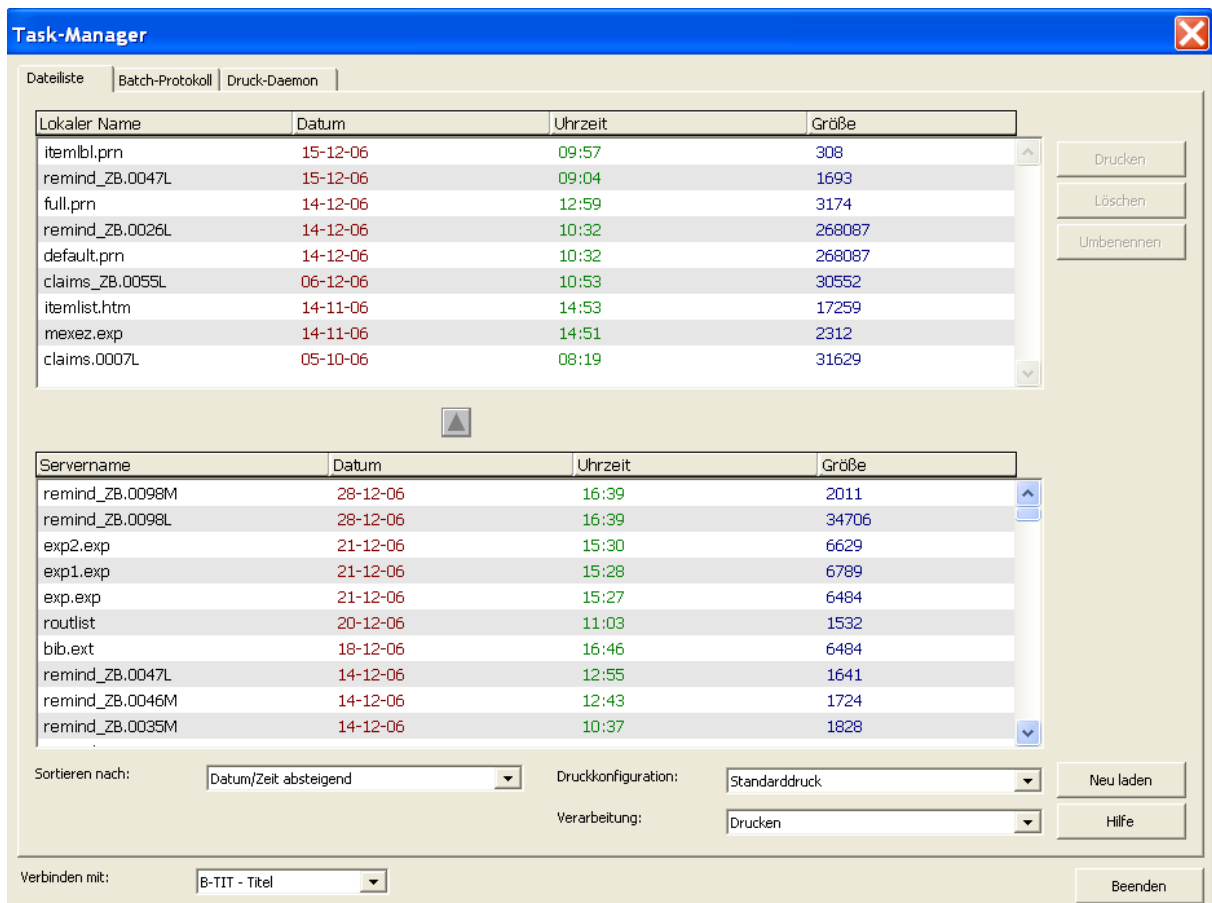 Task-Manager
Dateiliste Batch-Protokoll Druck-Daemon
Lokaler Name Datum Uhrzeit Größe
itemlbl.prn 15-12-06 09:57 308
remind_ZB.0047L 15-12-06 09:04 1693
full.prn 14-12-06 12:59 3174
remind_ZB.0026L 14-12-06 10:32 268087
default.prn 14-12-06 10:32 268087
claims_ZB.0055L 06-12-06 10:53 30552
itemlist.htm 14-11-06 14:53 17259
mexez.exp 14-11-06 14:51 2312
claims.0007L 05-10-06 08:19 31629
Drucken
Löschen
Umbenennen
Servername Datum Uhrzeit Größe
remind_ZB.0098M 28-12-06 16:39 2011
remind_ZB.0098L 28-12-06 16:39 34706
exp2.exp 21-12-06 15:30 6629
exp1.exp 21-12-06 15:28 6789
exp.exp 21-12-06 15:27 6484
routlist 20-12-06 11:03 1532
bib.ext 18-12-06 16:46 6484
remind_ZB.0047L 14-12-06 12:55 1641
remind_ZB.0046M 14-12-06 12:43 1724
remind_ZB.0035M 14-12-06 10:37 1828
Sortieren nach: Datum/Zeit absteigend Druckkonfiguration: Standarddruck Neu laden
Verarbeitung: Drucken Hilfe
Verbinden mit: B-TIT - Titel Beenden